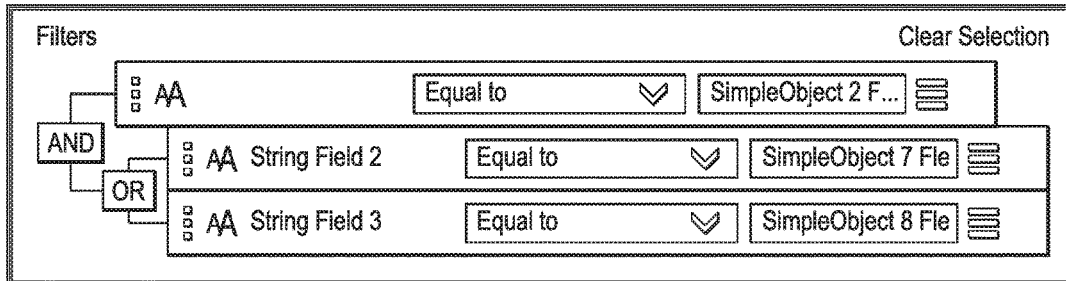 Filters Clear Selection
AA Equal to SimpleObject 2 F...
AND
AA String Field 2 Equal to SimpleObject 7 Fle
OR
AA String Field 3 Equal to SimpleObject 8 Fle